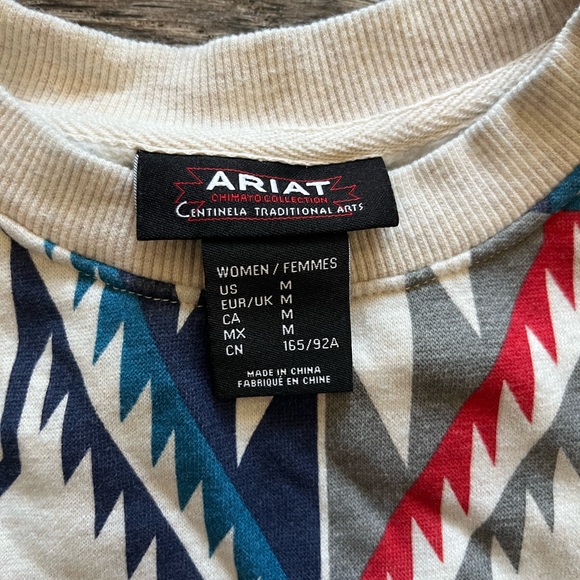 ARIAT
CHIMAYO COLLECTION
CENTINELA TRADITIONAL ARTS
WOMEN / FEMMES
US M
EUR/UK M
CA M
MX M
CN 165/92A
MADE IN CHINA
FABRIQUÉ EN CHINE